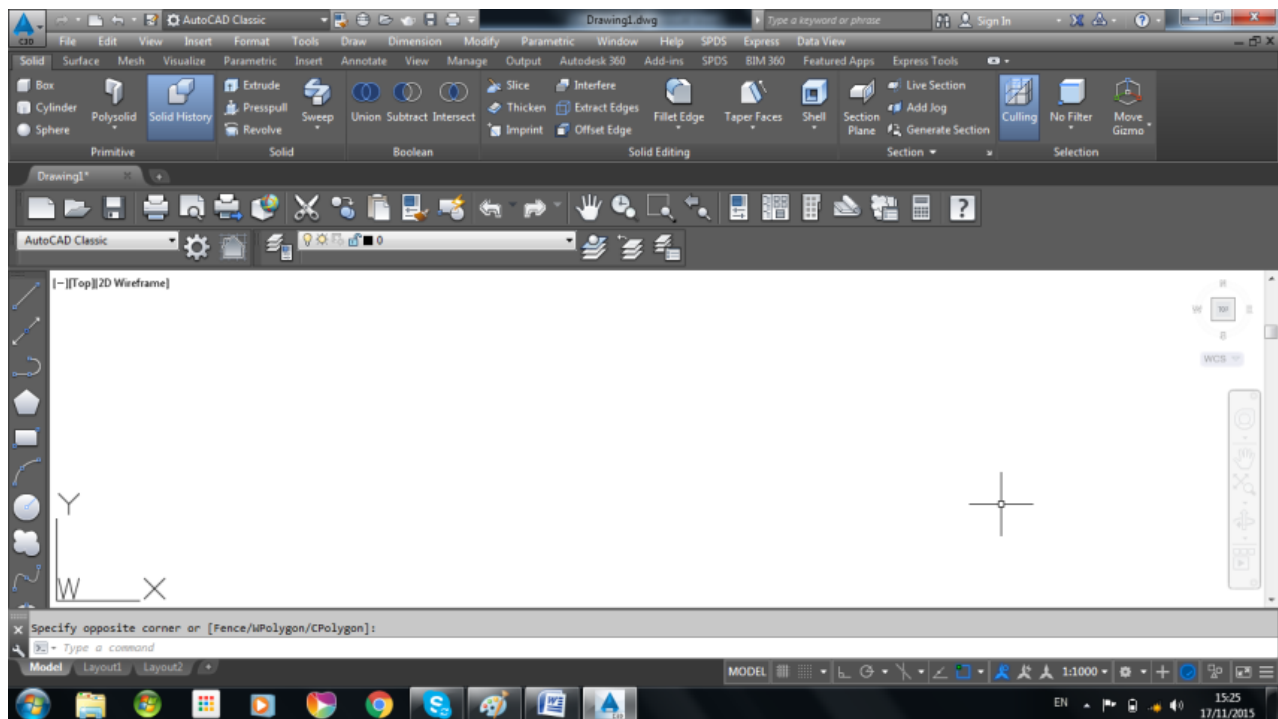 AutoCAD Classic Drawing1.dwg Type a keyword or phrase Sign In
C3D File Edit View Insert Format Tools Draw Dimension Modify Parametric Window Help SPDS Express Data View
Solid Surface Mesh Visualize Parametric Insert Annotate View Manage Output Autodesk 360 Add-ins SPDS BIM 360 Featured Apps Express Tools
Box Extrude Slice Interfere Live Section
Cylinder Presspull Thicken Extract Edges Add Jog
Sphere Revolve Imprint Offset Edge Generate Section
Polysolid Solid History Sweep Union Subtract Intersect Fillet Edge Taper Faces Shell Section Plane Culling No Filter Move Gizmo
Primitive Solid Boolean Solid Editing Section Selection
Drawing1*
AutoCAD Classic 0
[-][Top][2D Wireframe]
TOP
WCS
Y
W X
Specify opposite corner or [Fence/WPolygon/CPolygon]:
Type a command
Model Layout1 Layout2 + MODEL 1:1000
EN 15:25
17/11/2015